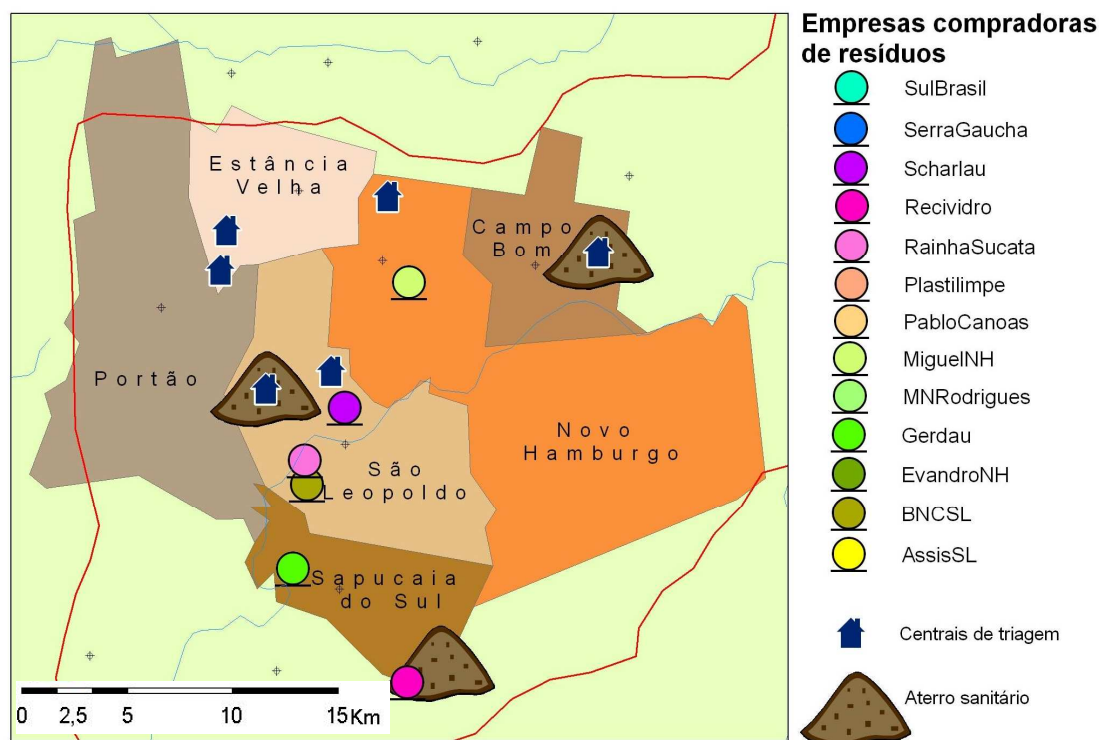 Empresas compradoras
de resíduos
SulBrasil
SerraGaucha
Scharlau
Recividro
RainhaSucata
Plastilimpe
PabloCanoas
MiguelNH
MNRodrigues
Gerdau
EvandroNH
BNCSL
AssisSL
Centrais de triagem
Aterro sanitário
Estância
Velha
Campo
Bom
Portão
Novo
Hamburgo
São
Leopoldo
Sapucaia
do Sul
0 2,5 5 10 15Km